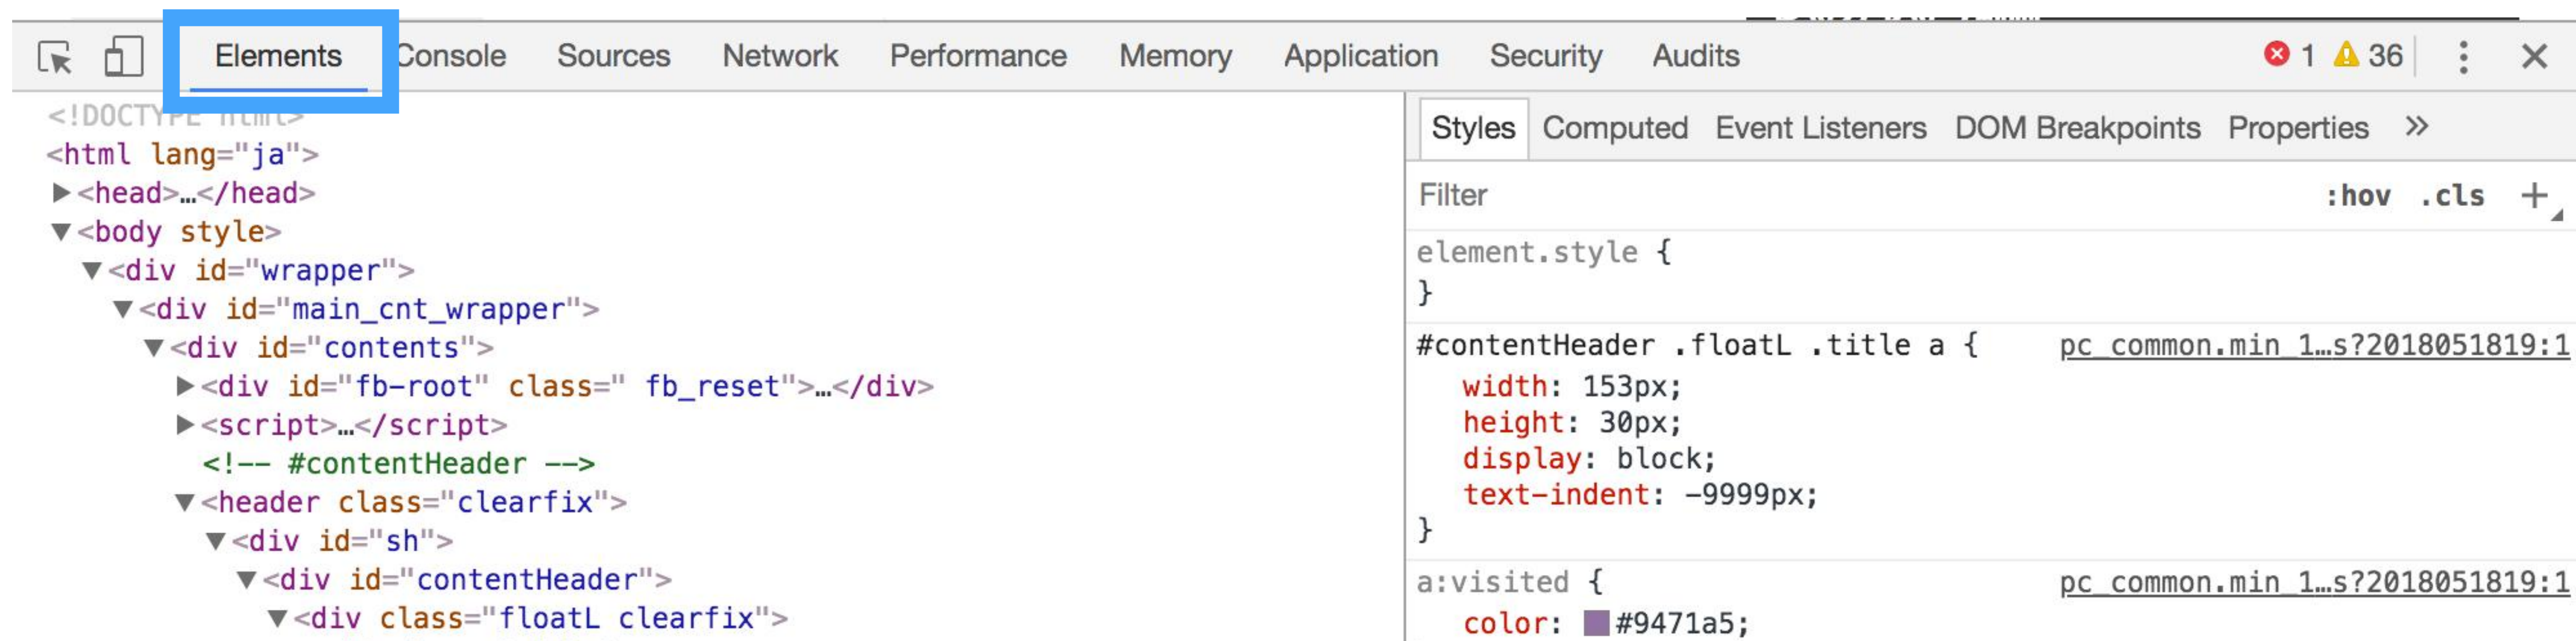 Elements Console Sources Network Performance Memory Application Security Audits 1 36
<!DOCTYPE html>
<html lang="ja">
<head>…</head>
<body style>
<div id="wrapper">
<div id="main_cnt_wrapper">
<div id="contents">
<div id="fb-root" class=" fb_reset">…</div>
<script>…</script>
<!-- #contentHeader -->
<header class="clearfix">
<div id="sh">
<div id="contentHeader">
<div class="floatL clearfix">
Styles Computed Event Listeners DOM Breakpoints Properties »
Filter :hov .cls +
element.style {
}
#contentHeader .floatL .title a { pc_common.min_1…s?2018051819:1
width: 153px;
height: 30px;
display: block;
text-indent: -9999px;
}
a:visited { pc_common.min_1…s?2018051819:1
color: #9471a5;